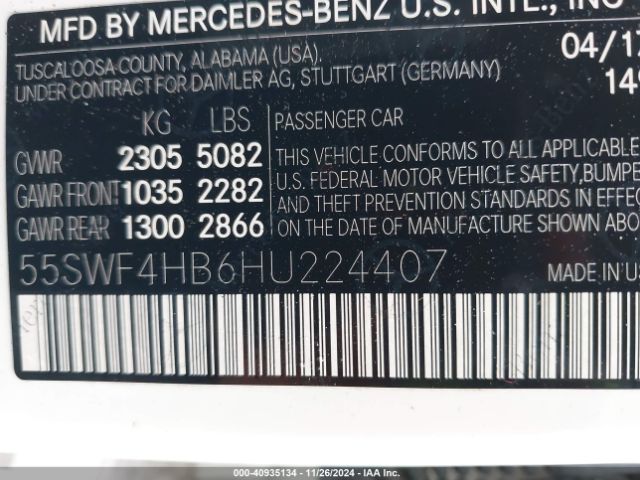 MFD BY MERCEDES-BENZ U.S. INTL., INC
TUSCALOOSA COUNTY, ALABAMA (USA)
UNDER CONTRACT FOR DAIMLER AG, STUTTGART (GERMANY)
04/17
149
KG LBS
GVWR 2305 5082
GAWR FRONT 1035 2282
GAWR REAR 1300 2866
PASSENGER CAR
THIS VEHICLE CONFORMS TO ALL APPLICABLE
U.S. FEDERAL MOTOR VEHICLE SAFETY, BUMPE
AND THEFT PREVENTION STANDARDS IN EFFEC
ON THE DATE OF MANUFACTURE SHOWN ABO
55SWF4HB6HU224407
MADE IN U
000-40935134 - 11/26/2024 - IAA Inc.